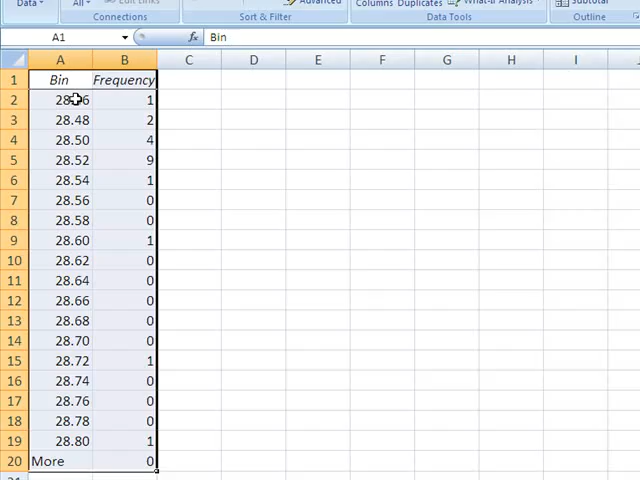 Data Edit Links Advanced Columns Duplicates What-If Analysis Subtotal
All
Connections Sort & Filter Data Tools Outline
A1 fx Bin
A B C D E F G H I J
1 Bin Frequency
2 1
3 28.48 2
4 28.50 4
5 28.52 9
6 28.54 1
7 28.56 0
8 28.58 0
9 28.60 1
10 28.62 0
11 28.64 0
12 28.66 0
13 28.68 0
14 28.70 0
15 28.72 1
16 28.74 0
17 28.76 0
18 28.78 0
19 28.80 1
20 More 0